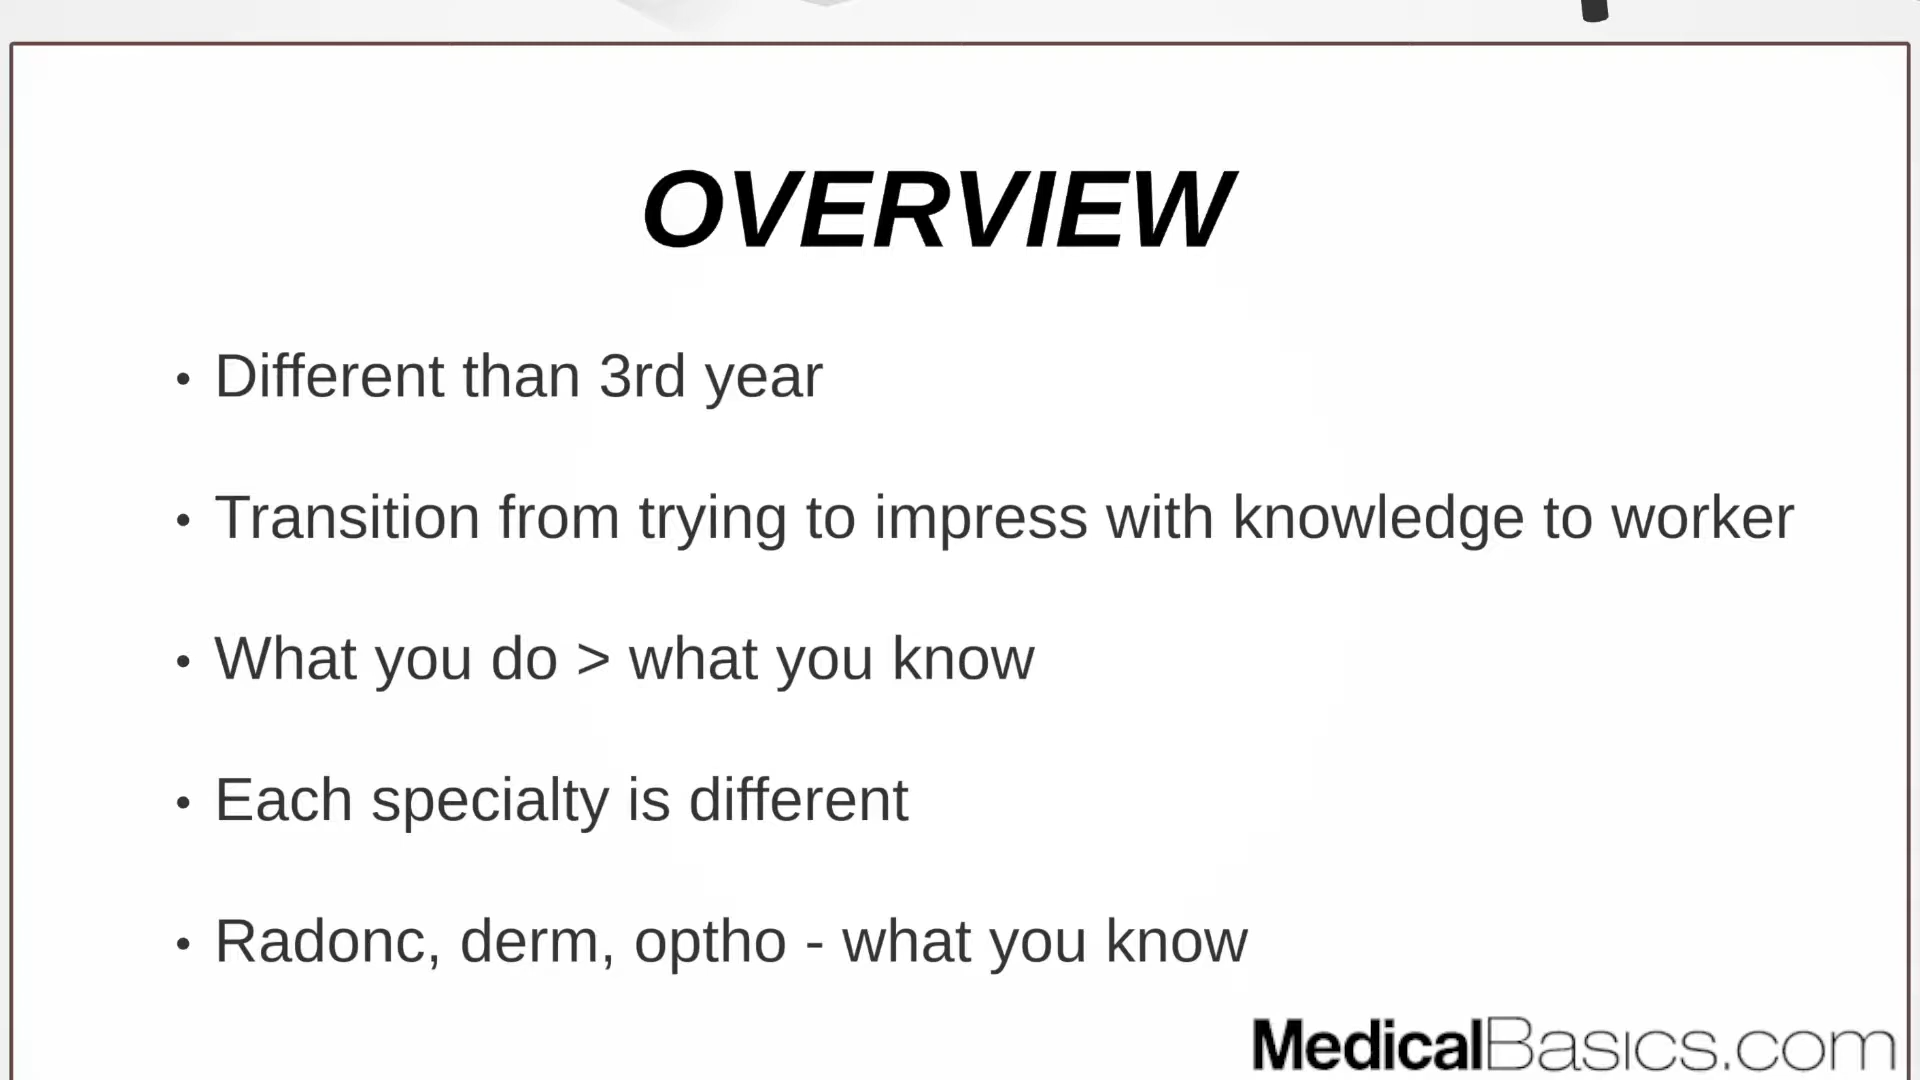 OVERVIEW
• Different than 3rd year
• Transition from trying to impress with knowledge to worker
• What you do > what you know
• Each specialty is different
• Radonc, derm, optho - what you know
MedicalBasics.com